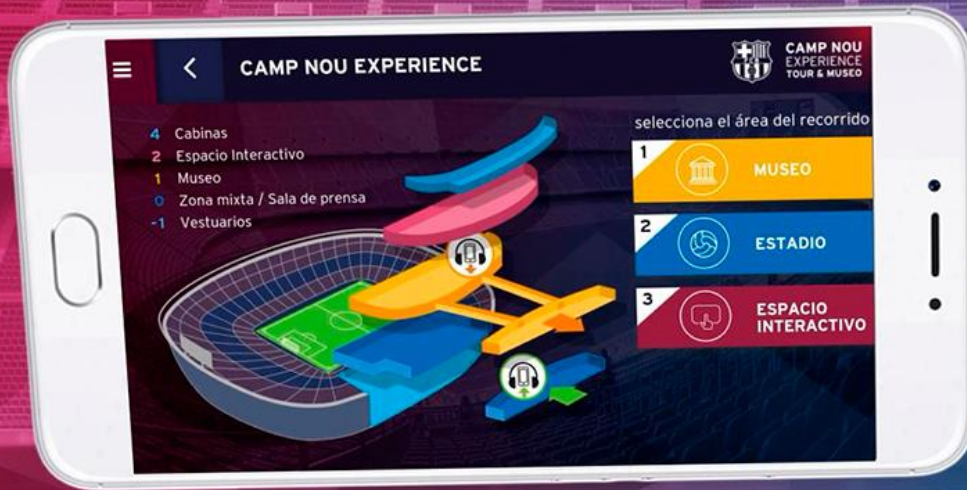 CAMP NOU EXPERIENCE
CAMP NOU
EXPERIENCE
TOUR & MUSEO
4 Cabinas
2 Espacio Interactivo
1 Museo
0 Zona mixta / Sala de prensa
-1 Vestuarios
selecciona el área del recorrido
1 MUSEO
2 ESTADIO
3 ESPACIO
INTERACTIVO